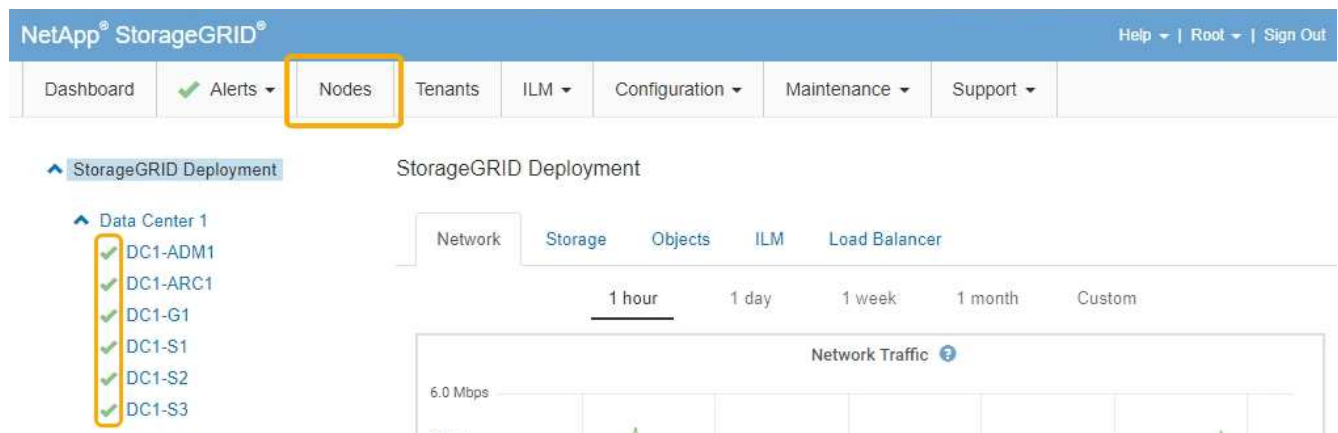 NetApp® StorageGRID®
Help | Root | Sign Out
Dashboard Alerts Nodes Tenants ILM Configuration Maintenance Support
StorageGRID Deployment
StorageGRID Deployment
Data Center 1
DC1-ADM1
DC1-ARC1
DC1-G1
DC1-S1
DC1-S2
DC1-S3
Network Storage Objects ILM Load Balancer
1 hour 1 day 1 week 1 month Custom
Network Traffic ?
6.0 Mbps